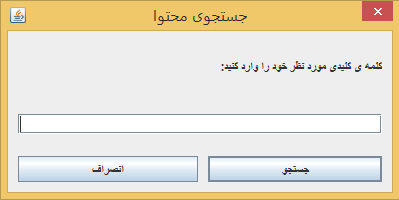 جستجوی محتوا
کلمه ی کلیدی مورد نظر خود را وارد کنید:
جستجو
انصراف